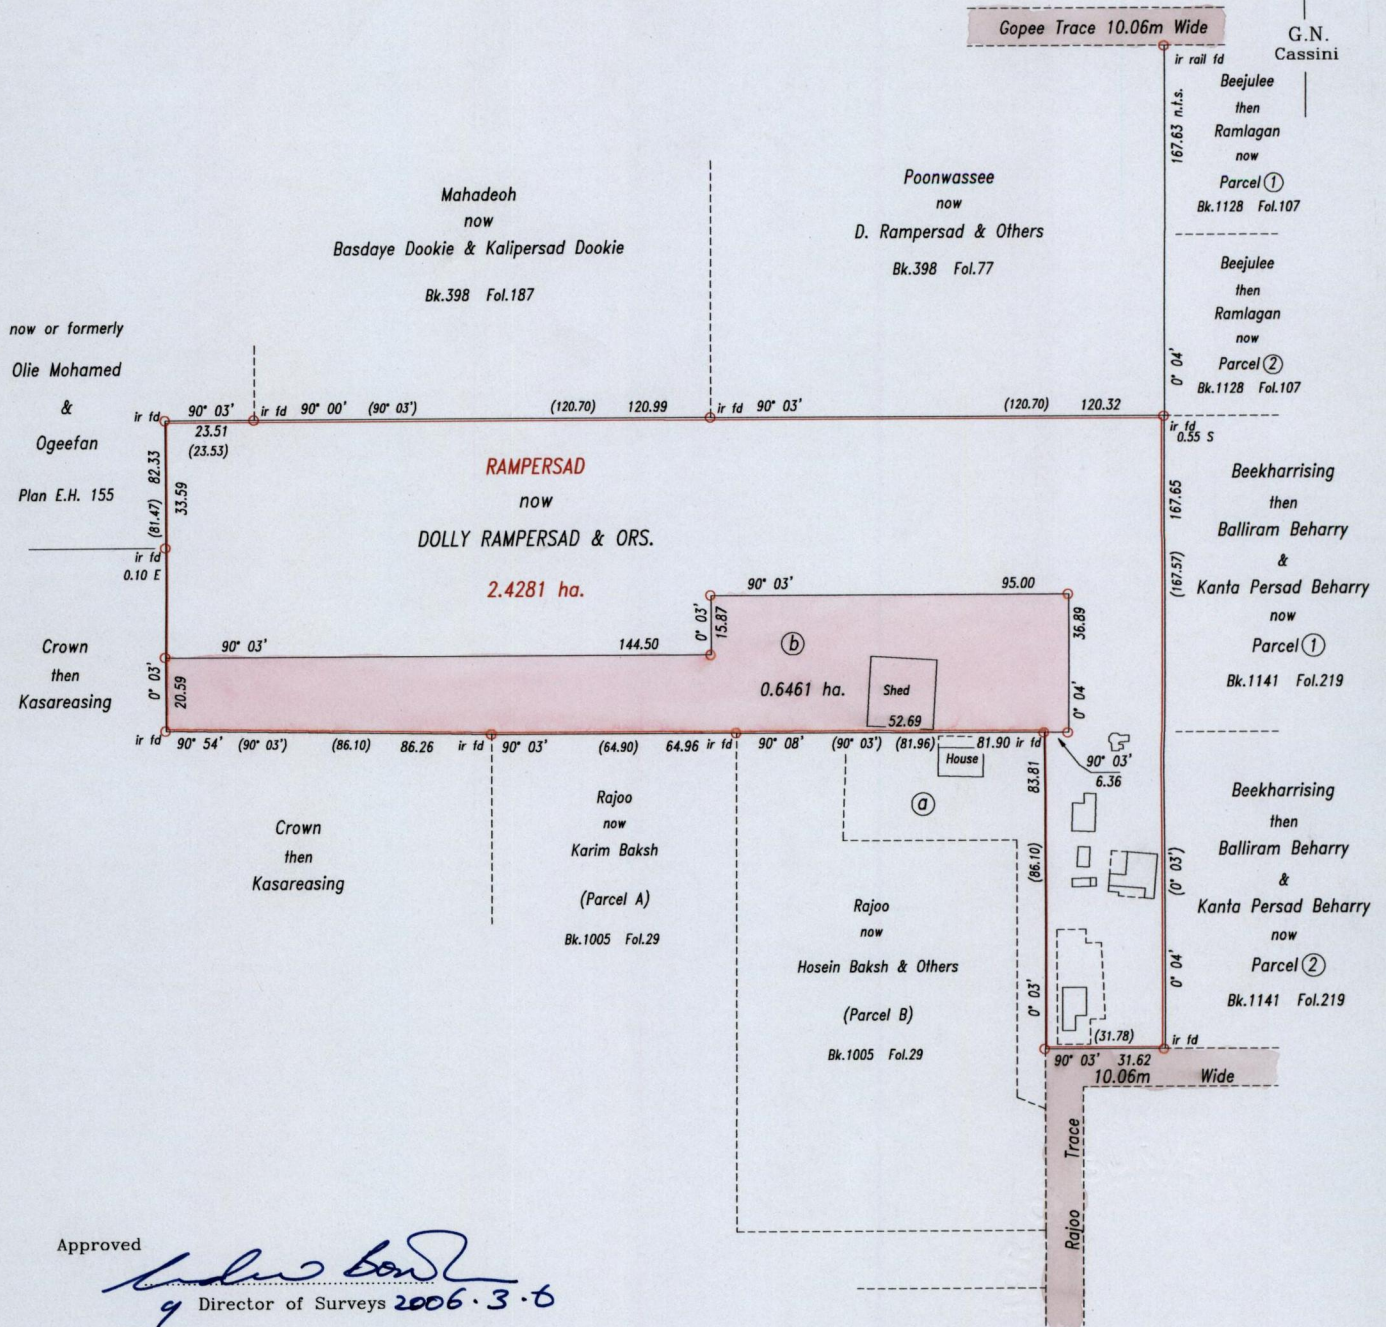 Gopee Trace 10.06m Wide
G.N.
Cassini
ir rail fd
167.63 n.t.s.
0° 04'
Beejulee
then
Ramlagan
now
Parcel 1
Bk.1128 Fol.107
Beejulee
then
Ramlagan
now
Parcel 2
Bk.1128 Fol.107
Mahadeoh
now
Basdaye Dookie & Kalipersad Dookie
Bk.398 Fol.187
Poonwassee
now
D. Rampersad & Others
Bk.398 Fol.77
now or formerly
Olie Mohamed
&
Ogeefan
Plan E.H. 155
ir fd 90° 03' ir fd 90° 00' (90° 03') (120.70) 120.99 ir fd 90° 03' (120.70) 120.32
23.51
(23.53)
ir fd
0.55 S
(81.47) 82.33
33.59
ir fd
0.10 E
RAMPERSAD
now
DOLLY RAMPERSAD & ORS.
2.4281 ha.
167.65
(167.57)
Beekharrising
then
Balliram Beharry
&
Kanta Persad Beharry
now
Parcel 1
Bk.1141 Fol.219
90° 03' 95.00
0° 03'
15.87
36.89
0° 04'
Crown
then
Kasareasing
90° 03' 144.50
0° 03'
20.59
b
0.6461 ha.
Shed
52.69
ir fd 90° 54' (90° 03') (86.10) 86.26 ir fd 90° 03' (64.90) 64.96 ir fd 90° 08' (90° 03') (81.96) 81.90 ir fd
House
90° 03'
6.36
a
83.81
(86.10)
0° 03'
Crown
then
Kasareasing
Rajoo
now
Karim Baksh
(Parcel A)
Bk.1005 Fol.29
Rajoo
now
Hosein Baksh & Others
(Parcel B)
Bk.1005 Fol.29
(0° 03')
0° 04'
Beekharrising
then
Balliram Beharry
&
Kanta Persad Beharry
now
Parcel 2
Bk.1141 Fol.219
(31.78)
ir fd
90° 03' 31.62
10.06m Wide
Rajoo Trace
Approved
Director of Surveys 2006.3.6